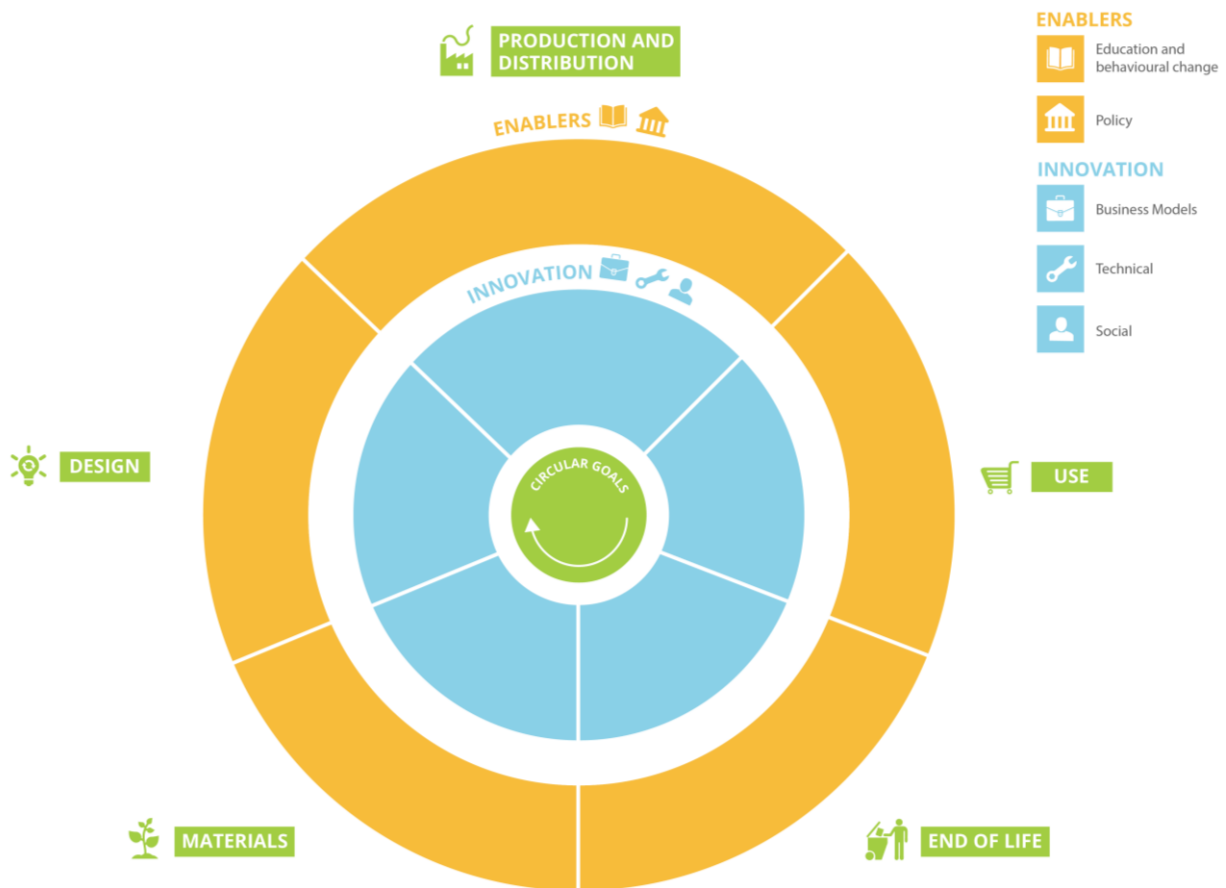 PRODUCTION AND
DISTRIBUTION
ENABLERS
INNOVATION
CIRCULAR GOALS
DESIGN
USE
MATERIALS
END OF LIFE
ENABLERS
Education and
behavioural change
Policy
INNOVATION
Business Models
Technical
Social